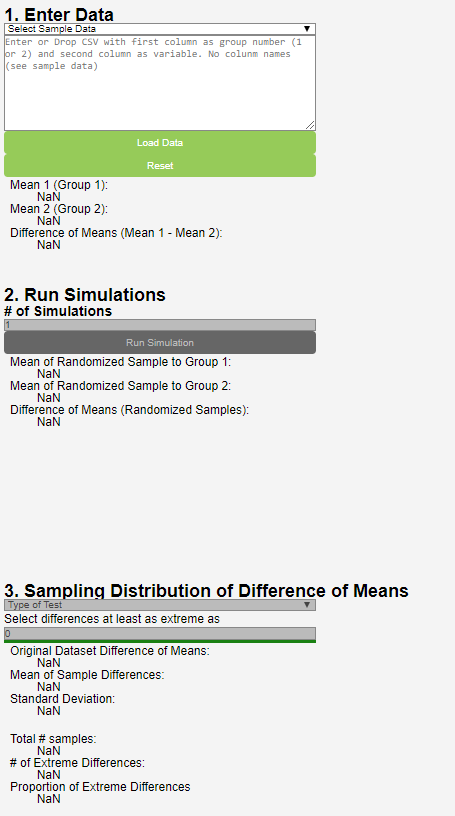 1. Enter Data
Select Sample Data ▼
Enter or Drop CSV with first column as group number (1
or 2) and second column as variable. No colunm names
(see sample data)
Load Data
Reset
Mean 1 (Group 1):
NaN
Mean 2 (Group 2):
NaN
Difference of Means (Mean 1 - Mean 2):
NaN
2. Run Simulations
# of Simulations
1
Run Simulation
Mean of Randomized Sample to Group 1:
NaN
Mean of Randomized Sample to Group 2:
NaN
Difference of Means (Randomized Samples):
NaN
3. Sampling Distribution of Difference of Means
Type of Test ▼
Select differences at least as extreme as
0
Original Dataset Difference of Means:
NaN
Mean of Sample Differences:
NaN
Standard Deviation:
NaN
Total # samples:
NaN
# of Extreme Differences:
NaN
Proportion of Extreme Differences
NaN